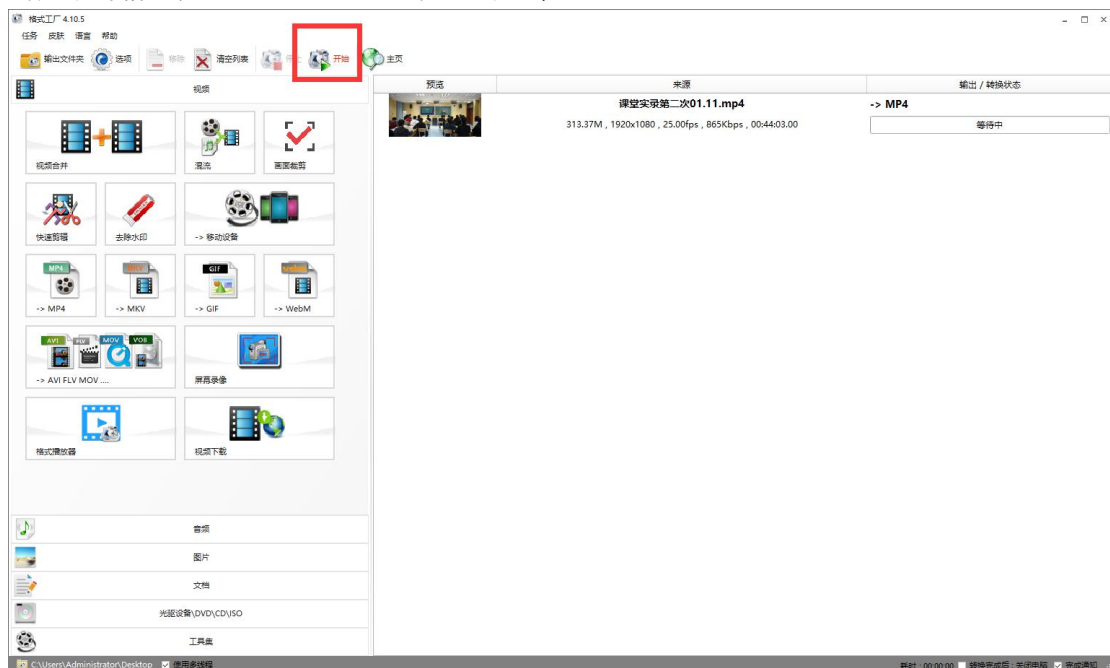 格式工厂 4.10.5
任务 皮肤 语言 帮助
输出文件夹 选项 移除 清空列表 开始 主页
视频
预览 来源 输出 / 转换状态
课堂实录第二次01.11.mp4 -> MP4
313.37M , 1920x1080 , 25.00fps , 865Kbps , 00:44:03.00 等待中
视频合并 混流 画面裁剪
快速剪辑 去除水印 -> 移动设备
MP4 MKV GIF
-> MP4 -> MKV -> GIF -> WebM
AVI FLV MOV VOB
-> AVI FLV MOV .... 屏幕录像
格式播放器 视频下载
音频
图片
文档
光驱设备\DVD\CD\ISO
工具集
C:\Users\Administrator\Desktop 使用多线程 耗时 : 00:00:00 转换完成后 : 关闭电脑 完成通知